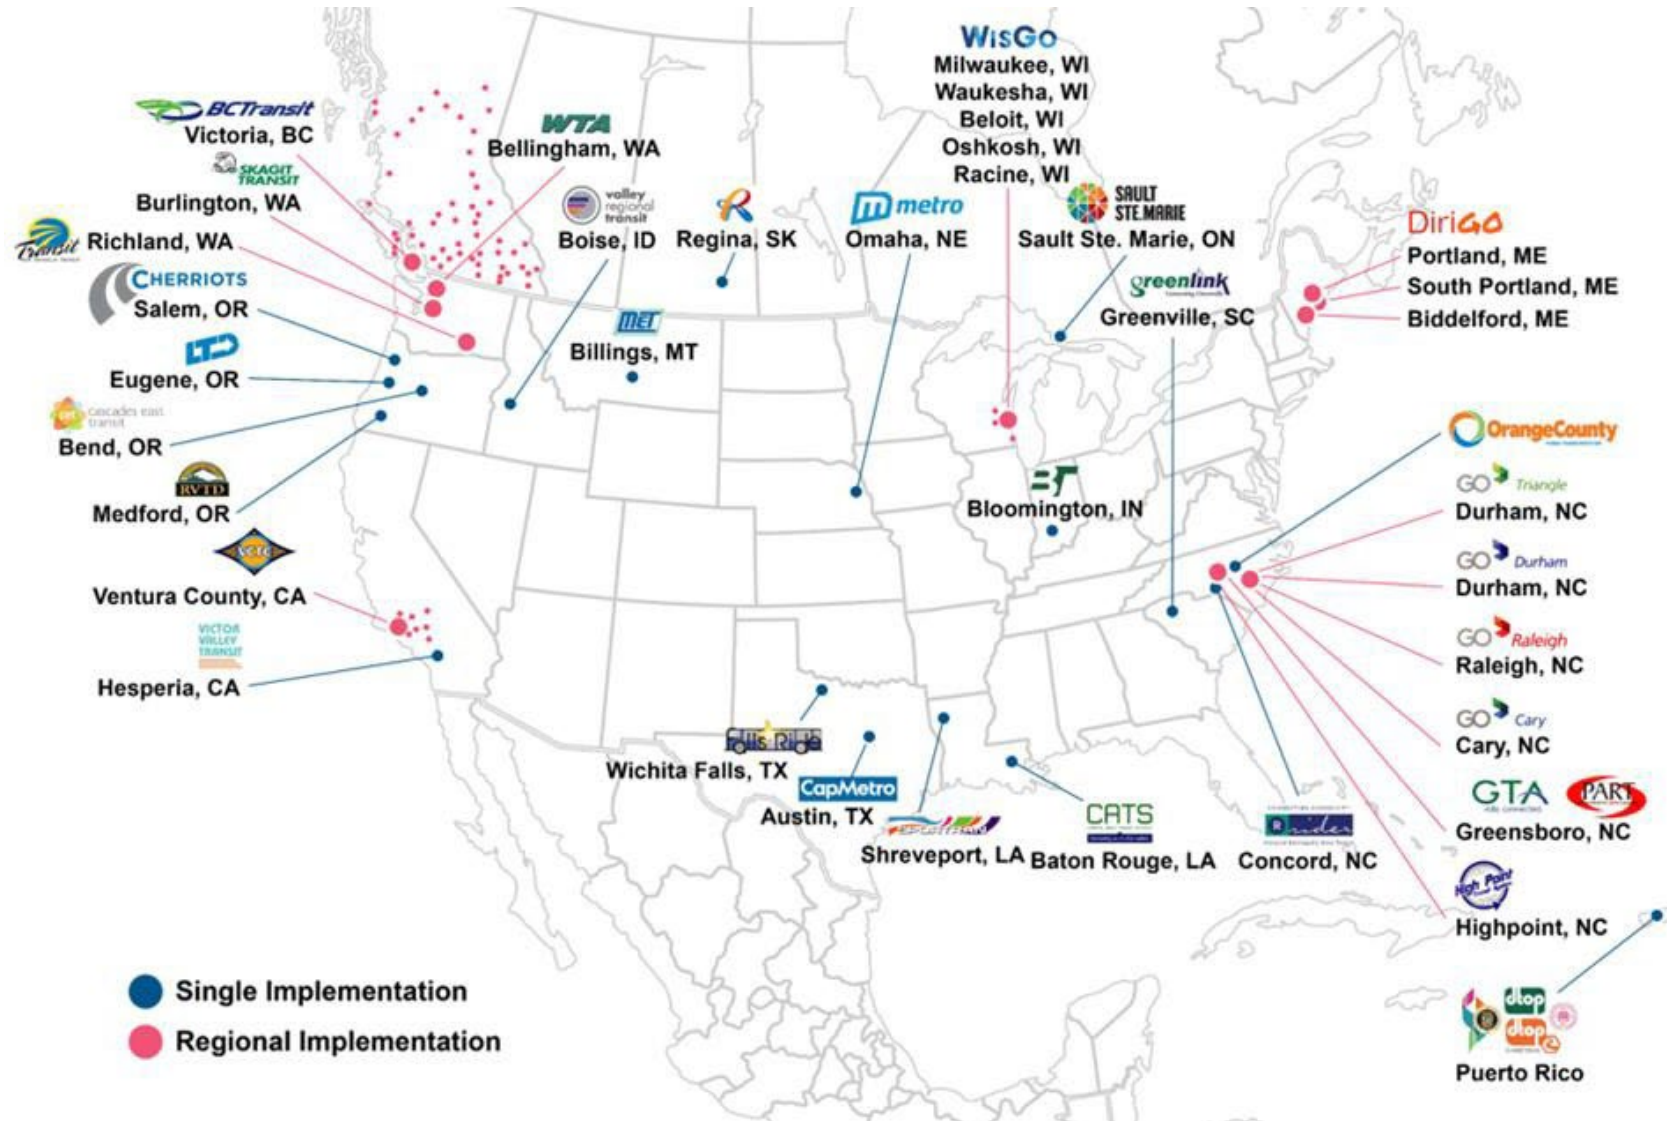 WisGo
Milwaukee, WI
Waukesha, WI
Beloit, WI
Oshkosh, WI
Racine, WI
BCTransit
Victoria, BC
WTA
Bellingham, WA
SKAGIT
TRANSIT
Burlington, WA
Transit
Richland, WA
CHERRIOTS
Salem, OR
LTD
Eugene, OR
cascades east
transit
Bend, OR
RVTD
Medford, OR
VCTC
Ventura County, CA
VICTOR
VALLEY
TRANSIT
Hesperia, CA
valley
regional
transit
Boise, ID
Regina, SK
MET
Billings, MT
metro
Omaha, NE
SAULT
STE.MARIE
Sault Ste. Marie, ON
greenlink
Greenville, SC
DiriGO
Portland, ME
South Portland, ME
Biddelford, ME
BT
Bloomington, IN
OrangeCounty
GO Triangle
Durham, NC
GO Durham
Durham, NC
GO Raleigh
Raleigh, NC
GO Cary
Cary, NC
GTA
PART
Greensboro, NC
High Point
Highpoint, NC
Falls Ride
Wichita Falls, TX
CapMetro
Austin, TX
Shreveport, LA
CATS
Baton Rouge, LA
R rider
Concord, NC
dtop
dtop
Puerto Rico
Single Implementation
Regional Implementation